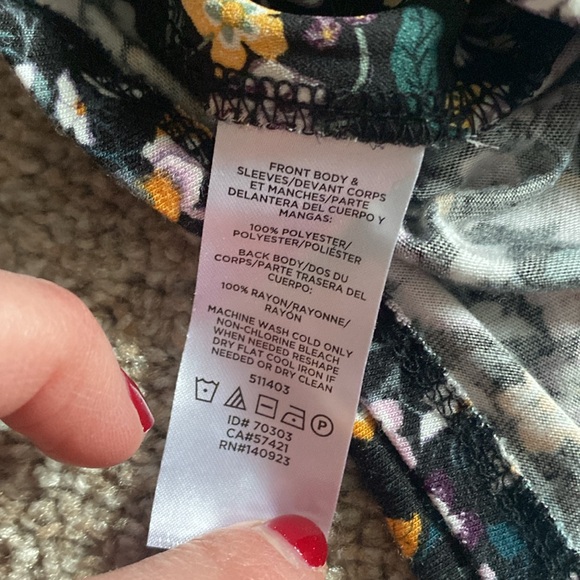 FRONT BODY &
SLEEVES/DEVANT CORPS
ET MANCHES/PARTE
DELANTERA DEL CUERPO Y
MANGAS:
100% POLYESTER/
POLYESTER/POLIÉSTER
BACK BODY/DOS DU
CORPS/PARTE TRASERA DEL
CUERPO:
100% RAYON/RAYONNE/
RAYÓN
MACHINE WASH COLD ONLY
NON-CHLORINE BLEACH
WHEN NEEDED RESHAPE
DRY FLAT COOL IRON IF
NEEDED OR DRY CLEAN
511403
P
ID# 70303
CA#57421
RN#140923